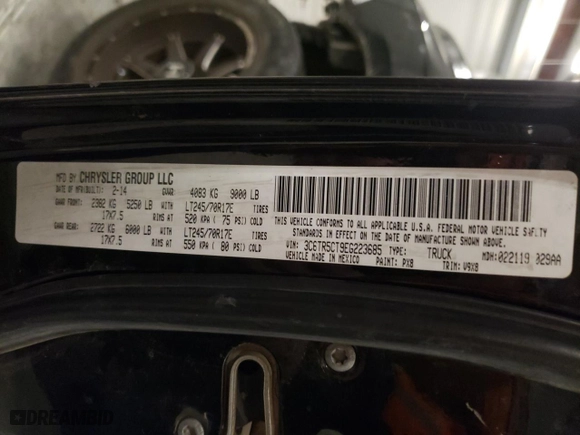 MFD BY CHRYSLER GROUP LLC
DATE OF MFR(BUILT): 2-14 GVWR 4083 KG 9000 LB
GAWR FRONT: 2382 KG 5250 LB WITH LT245/70R17E TIRES
17X7.5 RIMS AT 520 KPA ( 75 PSI) COLD
GAWR REAR: 2722 KG 6000 LB WITH LT245/70R17E TIRES
17X7.5 RIMS AT 550 KPA ( 80 PSI) COLD
THIS VEHICLE CONFORMS TO ALL APPLICABLE U.S.A. FEDERAL MOTOR VEHICLE SAFETY
STANDARDS IN EFFECT ON THE DATE OF MANUFACTURE SHOWN ABOVE.
VIN: 3C6TR5CT9EG223685 TYPE: TRUCK MDH: 022119 029AA
VEHICLE MADE IN MEXICO PAINT: PX8 TRIM: V9X8
DREAMBID